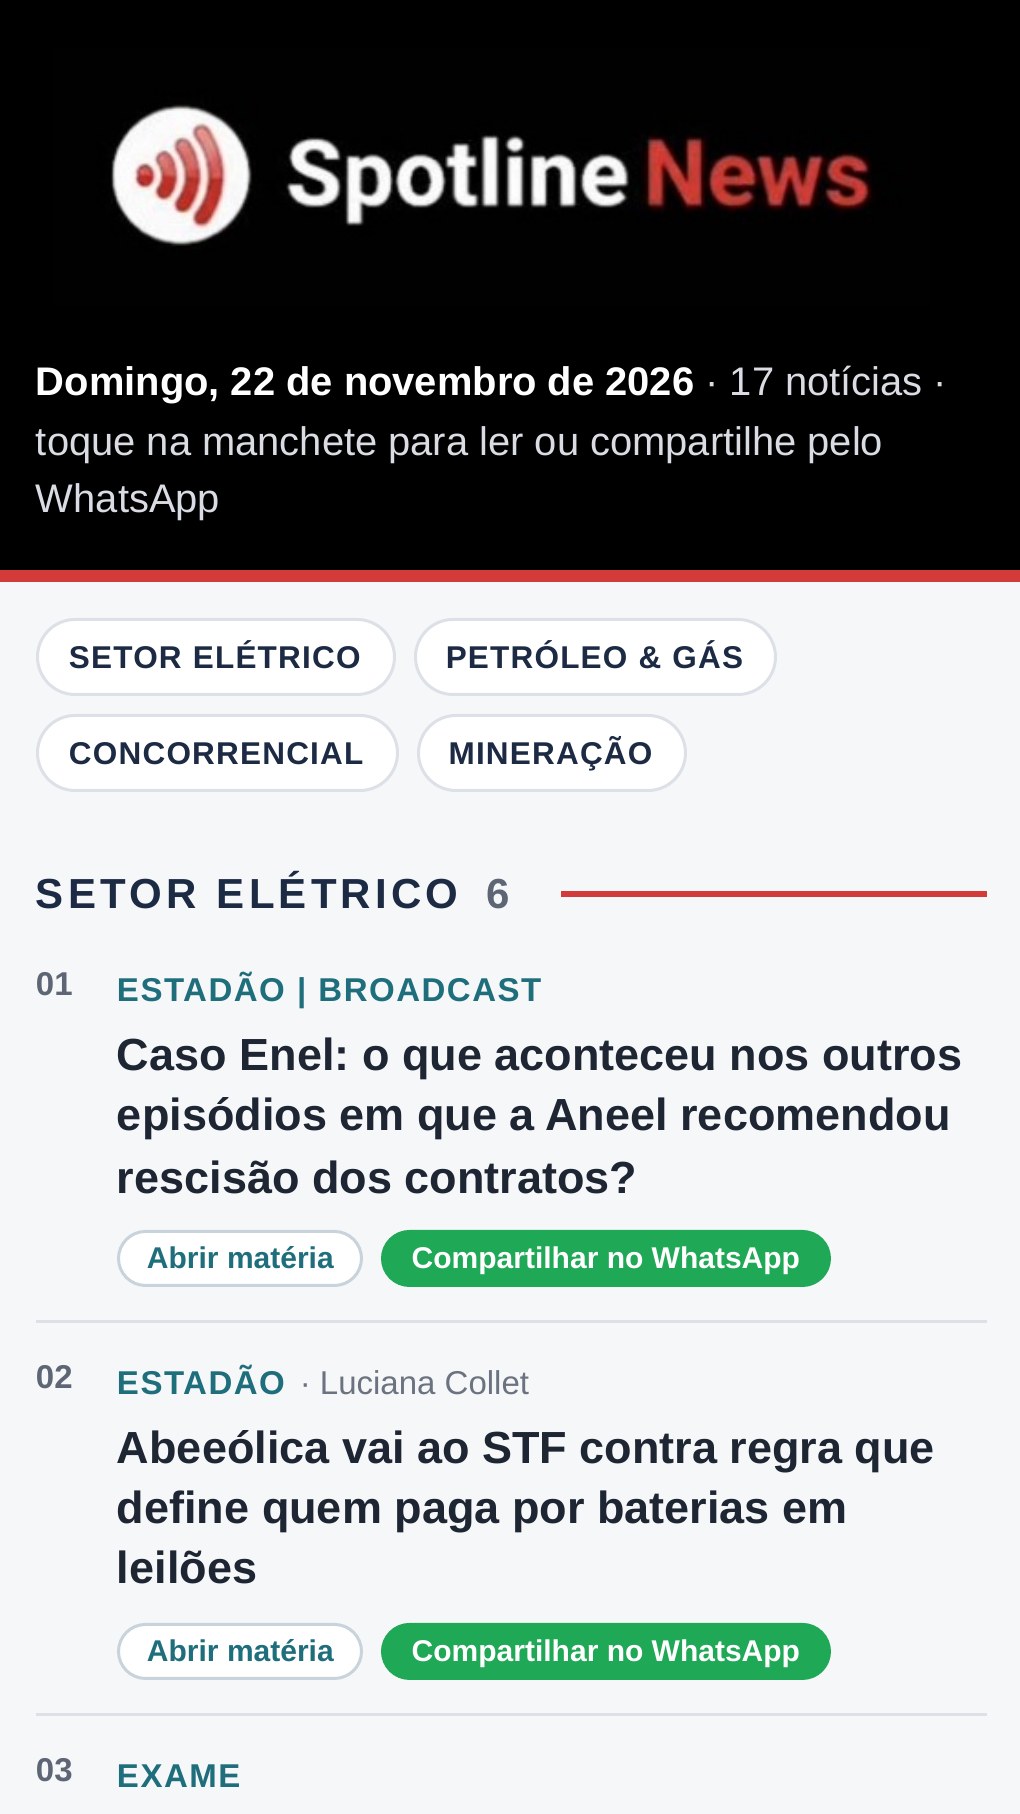 Spotline News
Domingo, 22 de novembro de 2026 · 17 notícias ·
toque na manchete para ler ou compartilhe pelo
WhatsApp
SETOR ELÉTRICO
PETRÓLEO & GÁS
CONCORRENCIAL
MINERAÇÃO
SETOR ELÉTRICO 6
01 ESTADÃO | BROADCAST
Caso Enel: o que aconteceu nos outros
episódios em que a Aneel recomendou
rescisão dos contratos?
Abrir matéria
Compartilhar no WhatsApp
02 ESTADÃO · Luciana Collet
Abeeólica vai ao STF contra regra que
define quem paga por baterias em
leilões
Abrir matéria
Compartilhar no WhatsApp
03 EXAME